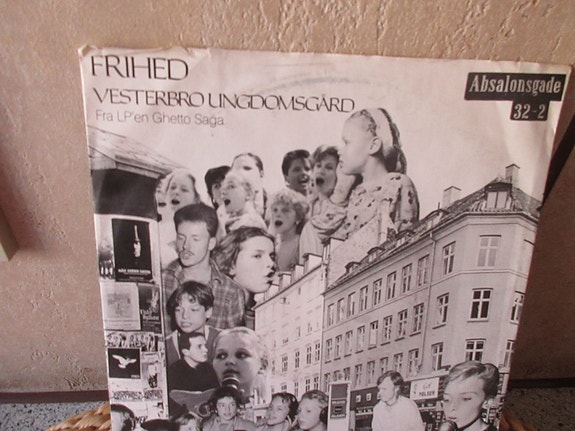 FRIHED
VESTERBRO UNGDOMSGÅRD
Fra LP'en Ghetto Saga
Absalonsgade
32-2